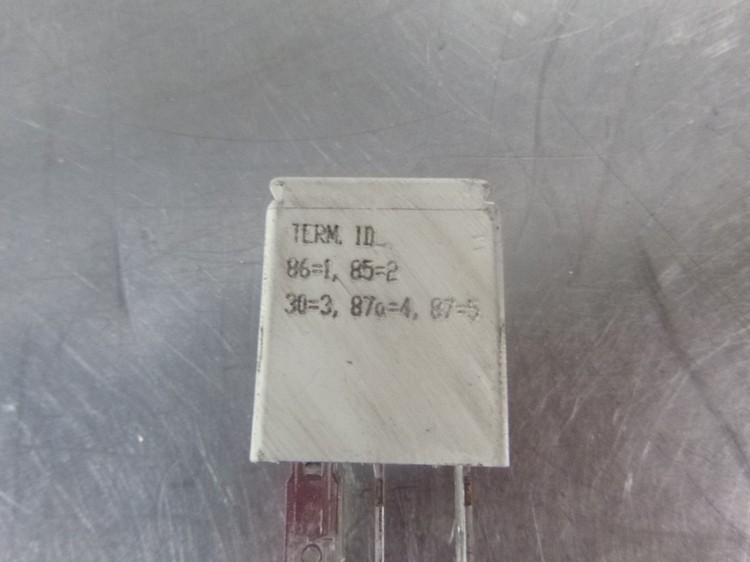 TERM. ID
86=1, 85=2
30=3, 87a=4, 87=5